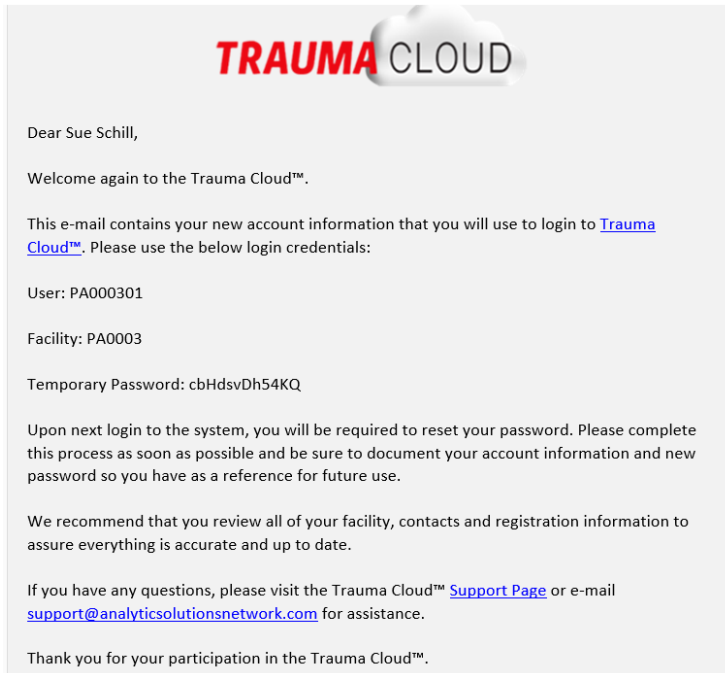 TRAUMA CLOUD
Dear Sue Schill,
Welcome again to the Trauma Cloud™.
This e-mail contains your new account information that you will use to login to Trauma
Cloud™. Please use the below login credentials:
User: PA000301
Facility: PA0003
Temporary Password: cbHdsvDh54KQ
Upon next login to the system, you will be required to reset your password. Please complete
this process as soon as possible and be sure to document your account information and new
password so you have as a reference for future use.
We recommend that you review all of your facility, contacts and registration information to
assure everything is accurate and up to date.
If you have any questions, please visit the Trauma Cloud™ Support Page or e-mail
support@analyticsolutionsnetwork.com for assistance.
Thank you for your participation in the Trauma Cloud™.